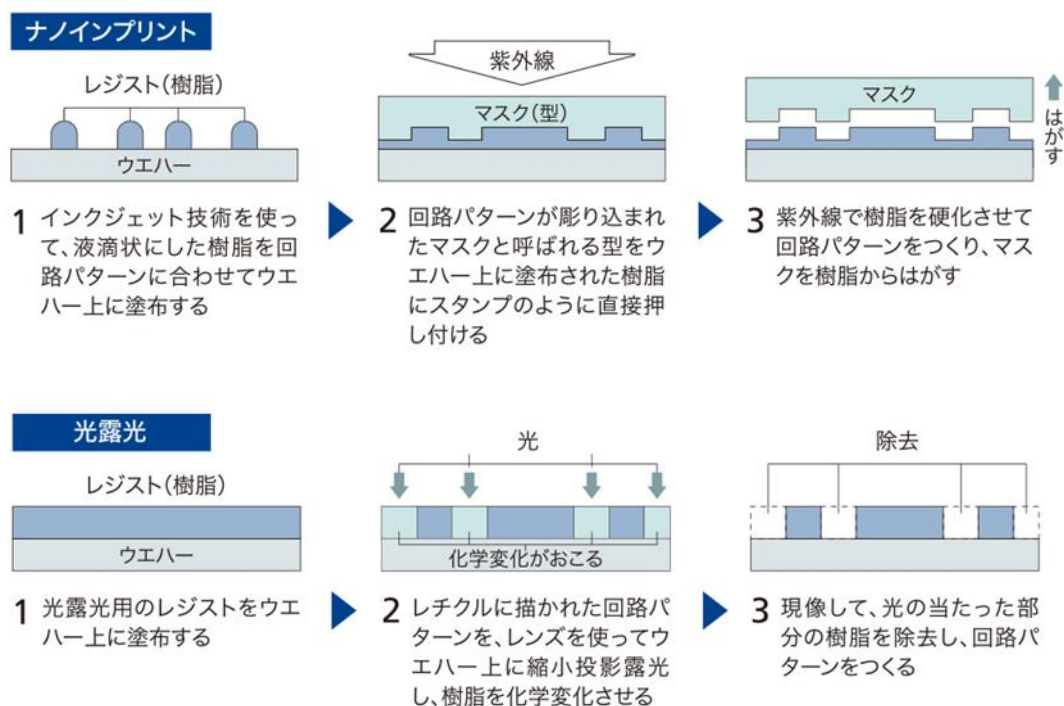 ナノインプリント
レジスト(樹脂)
ウエハー
1 インクジェット技術を使っ
て、液滴状にした樹脂を回
路パターンに合わせてウエ
ハー上に塗布する
紫外線
マスク(型)
2 回路パターンが彫り込まれ
たマスクと呼ばれる型をウ
エハー上に塗布された樹脂
にスタンプのように直接押
し付ける
マスク
はがす
3 紫外線で樹脂を硬化させて
回路パターンをつくり、マス
クを樹脂からはがす
光露光
レジスト(樹脂)
ウエハー
1 光露光用のレジストをウエ
ハー上に塗布する
光
化学変化がおこる
2 レチクルに描かれた回路パ
ターンを、レンズを使ってウ
エハー上に縮小投影露光
し、樹脂を化学変化させる
除去
3 現像して、光の当たった部
分の樹脂を除去し、回路パ
ターンをつくる